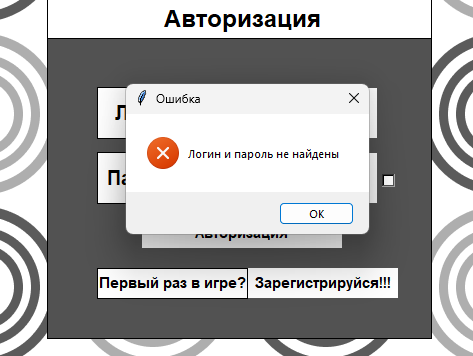 Авторизация
Ошибка
Логин и пароль не найдены
OK
Авторизация
Первый раз в игре? Зарегистрируйся!!!